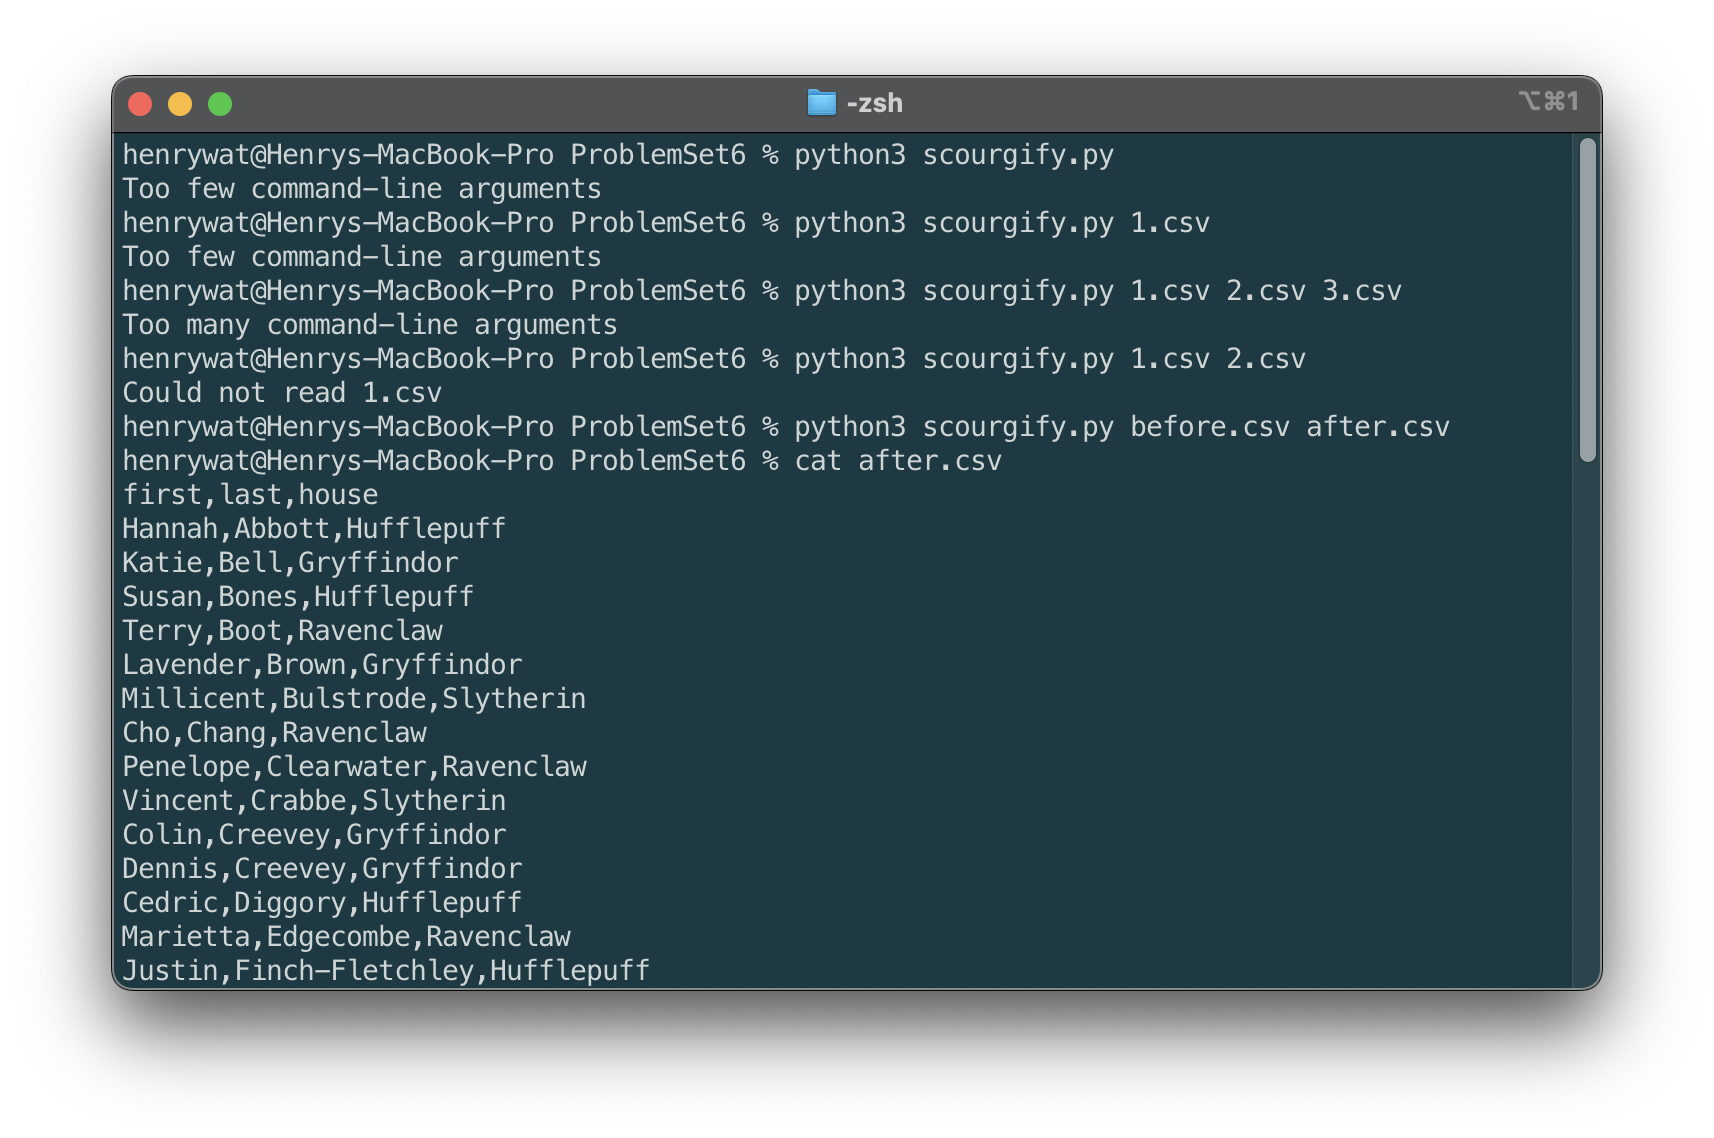 -zsh
⌥⌘1
henrywat@Henrys-MacBook-Pro ProblemSet6 % python3 scourgify.py
Too few command-line arguments
henrywat@Henrys-MacBook-Pro ProblemSet6 % python3 scourgify.py 1.csv
Too few command-line arguments
henrywat@Henrys-MacBook-Pro ProblemSet6 % python3 scourgify.py 1.csv 2.csv 3.csv
Too many command-line arguments
henrywat@Henrys-MacBook-Pro ProblemSet6 % python3 scourgify.py 1.csv 2.csv
Could not read 1.csv
henrywat@Henrys-MacBook-Pro ProblemSet6 % python3 scourgify.py before.csv after.csv
henrywat@Henrys-MacBook-Pro ProblemSet6 % cat after.csv
first,last,house
Hannah,Abbott,Hufflepuff
Katie,Bell,Gryffindor
Susan,Bones,Hufflepuff
Terry,Boot,Ravenclaw
Lavender,Brown,Gryffindor
Millicent,Bulstrode,Slytherin
Cho,Chang,Ravenclaw
Penelope,Clearwater,Ravenclaw
Vincent,Crabbe,Slytherin
Colin,Creevey,Gryffindor
Dennis,Creevey,Gryffindor
Cedric,Diggory,Hufflepuff
Marietta,Edgecombe,Ravenclaw
Justin,Finch-Fletchley,Hufflepuff